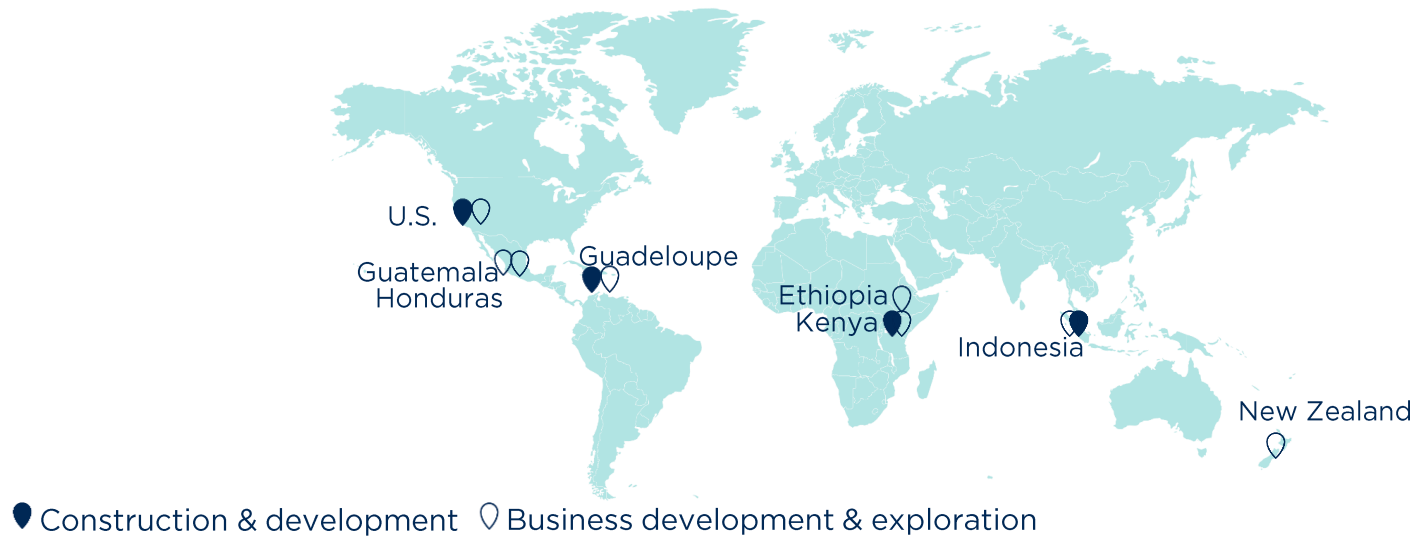 U.S.
Guadeloupe
Guatemala
Honduras
Ethiopia
Kenya
Indonesia
New Zealand
Construction & development
Business development & exploration